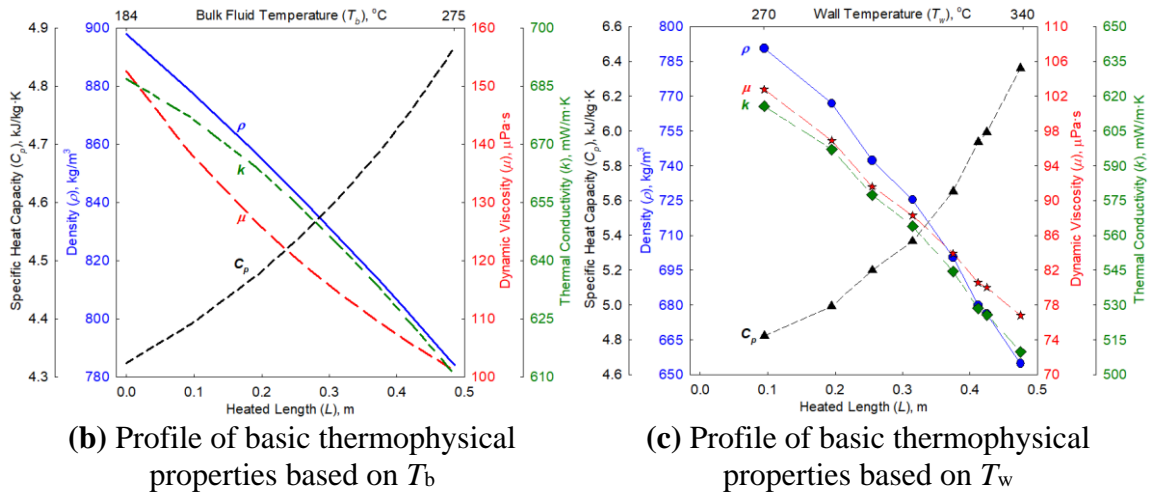 184 Bulk Fluid Temperature (T_b), °C 275
4.9 900 160 700
4.8 880 150 685
4.7 860 140 670
4.6 840 130 655
4.5 820 120 640
4.4 800 110 625
4.3 780 100 610
Specific Heat Capacity (C_p), kJ/kg·K
Density (ρ), kg/m³
ρ
k
μ
C_p
Dynamic Viscosity (μ), μPa·s
Thermal Conductivity (k), mW/m·K
0.0 0.1 0.2 0.3 0.4 0.5
Heated Length (L), m
(b) Profile of basic thermophysical
properties based on T_b
270 Wall Temperature (T_w), °C 340
6.6 800 110 650
6.4 785 106 635
6.2 770 102 620
6.0 755 98 605
5.8 740 94 590
5.6 725 90 575
5.4 710 86 560
5.2 695 82 545
5.0 680 78 530
4.8 665 74 515
4.6 650 70 500
Specific Heat Capacity (C_p), kJ/kg·K
Density (ρ), kg/m³
ρ
μ
k
C_p
Dynamic Viscosity (μ), μPa·s
Thermal Conductivity (k), mW/m·K
0.0 0.1 0.2 0.3 0.4 0.5
Heated Length (L), m
(c) Profile of basic thermophysical
properties based on T_w